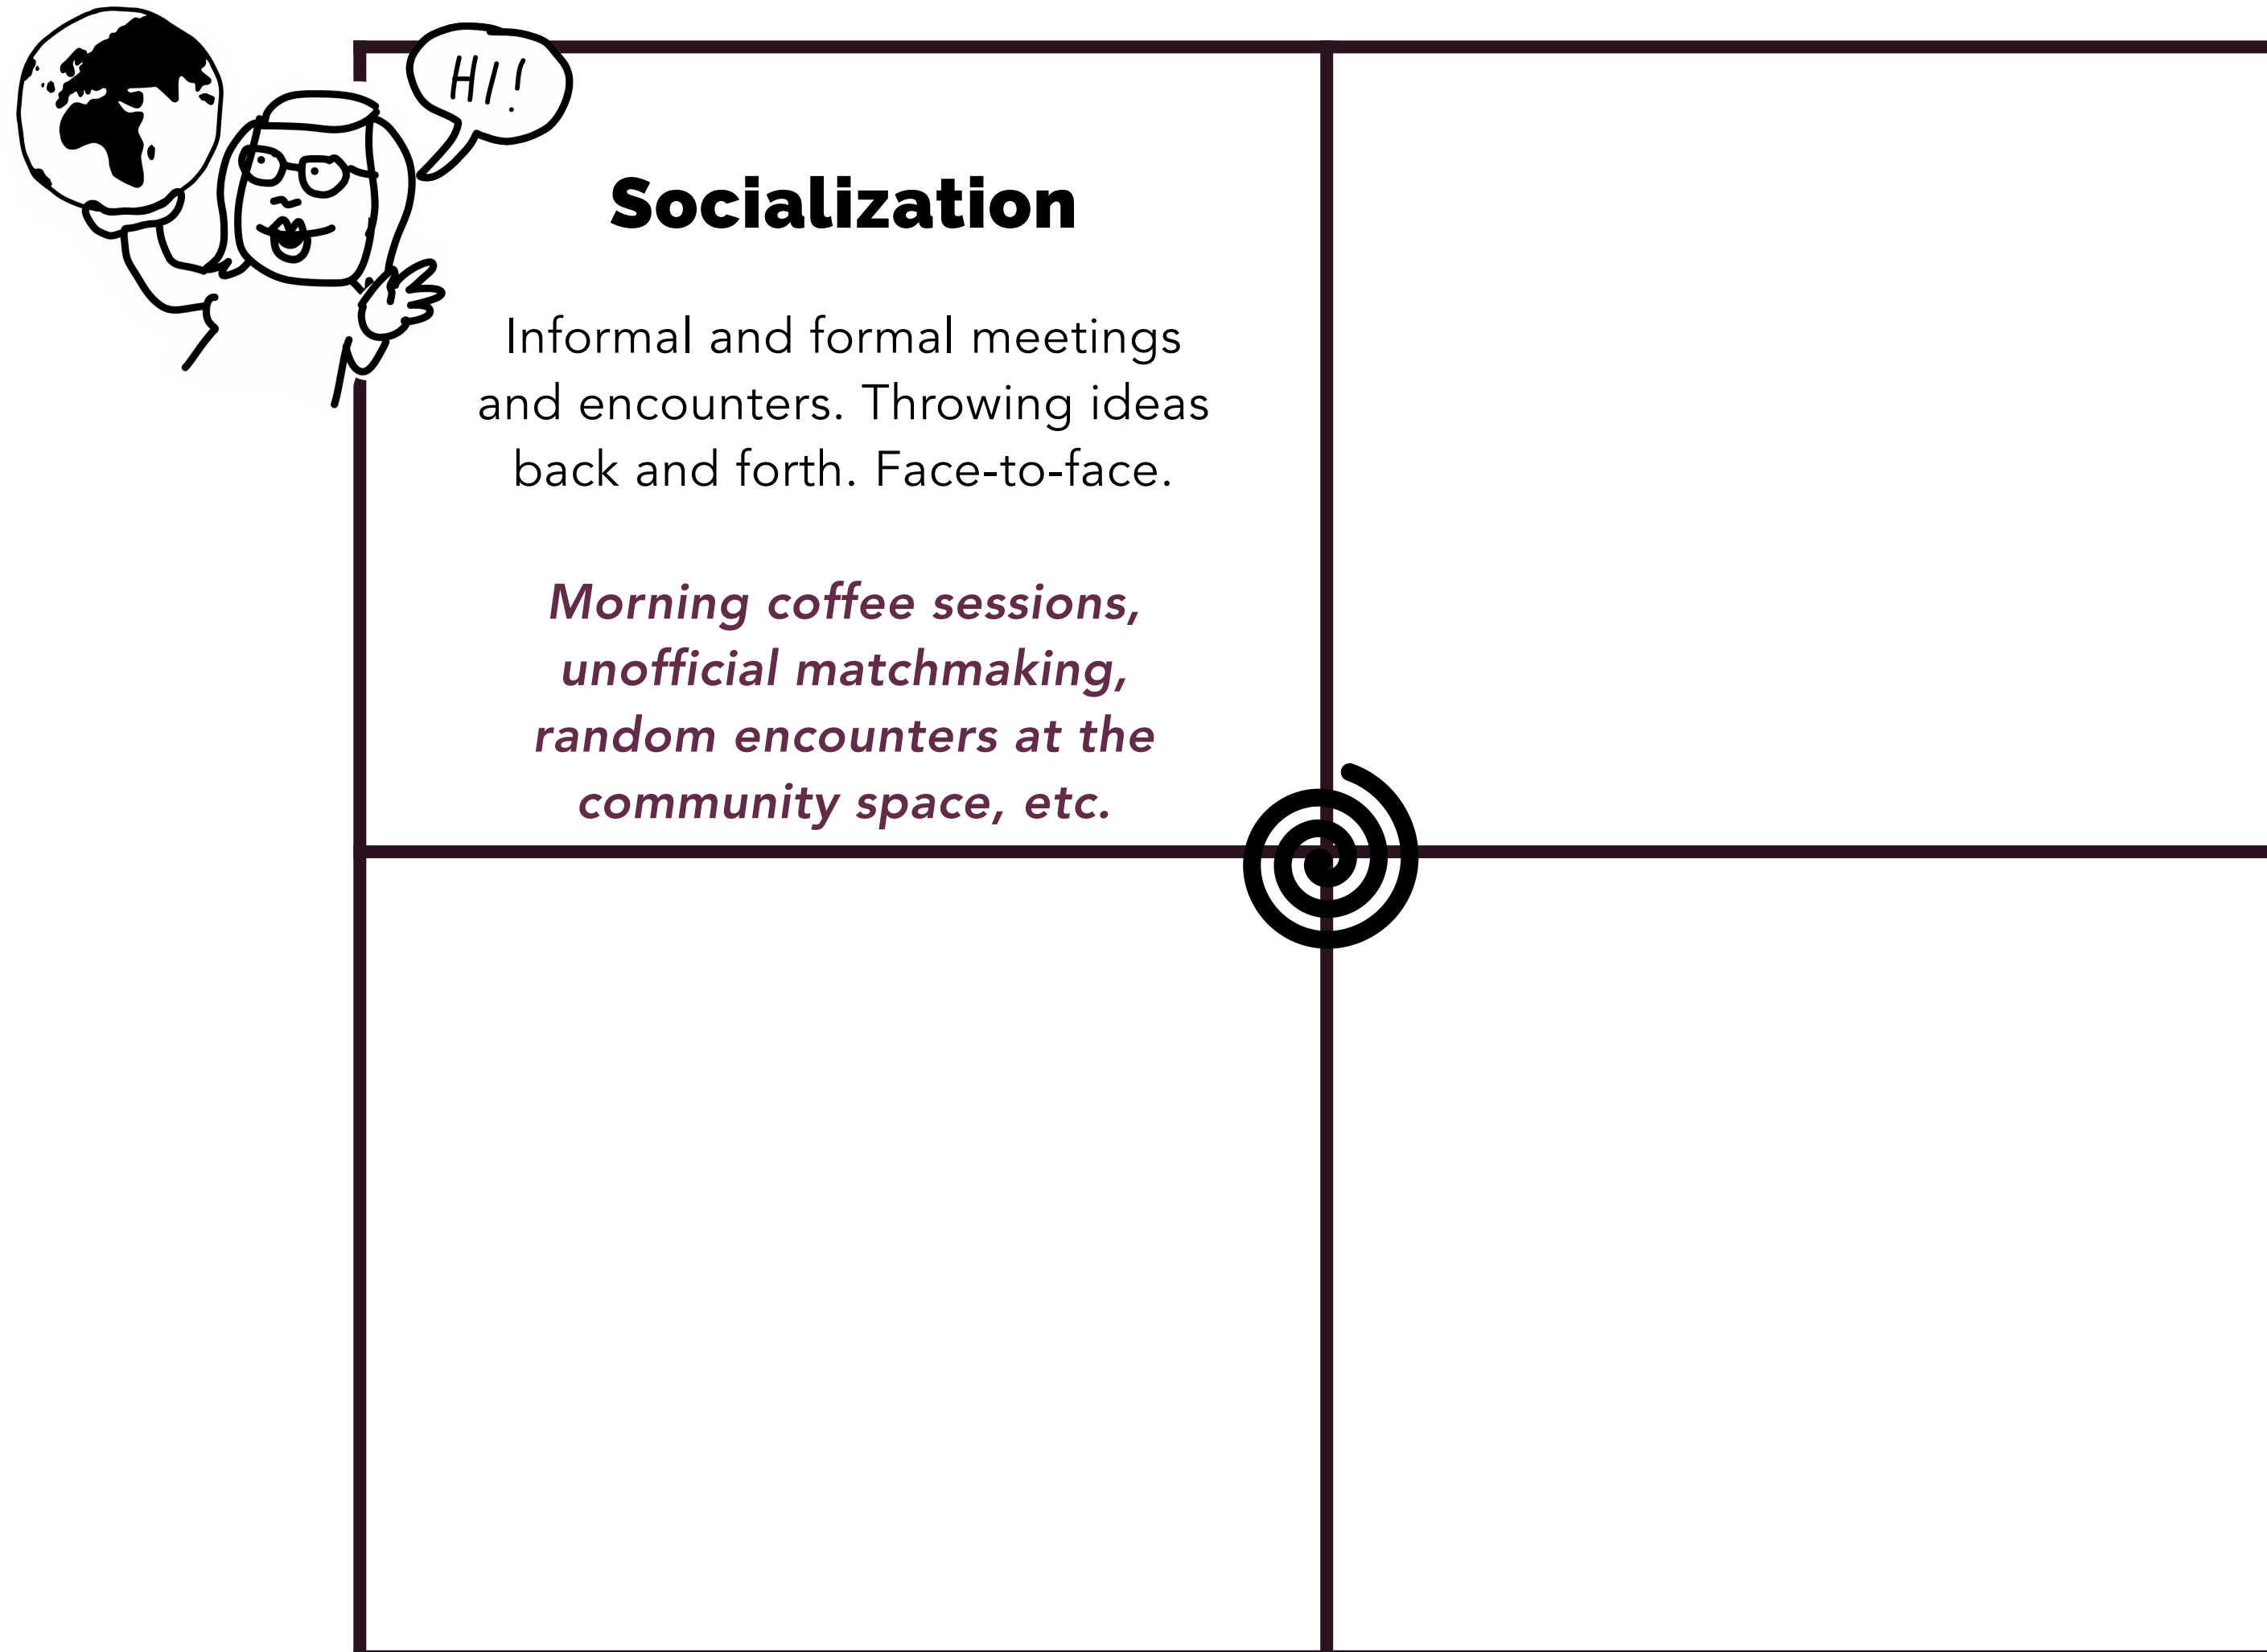 HI!
Socialization
Informal and formal meetings
and encounters. Throwing ideas
back and forth. Face-to-face.
Morning coffee sessions,
unofficial matchmaking,
random encounters at the
community space, etc.